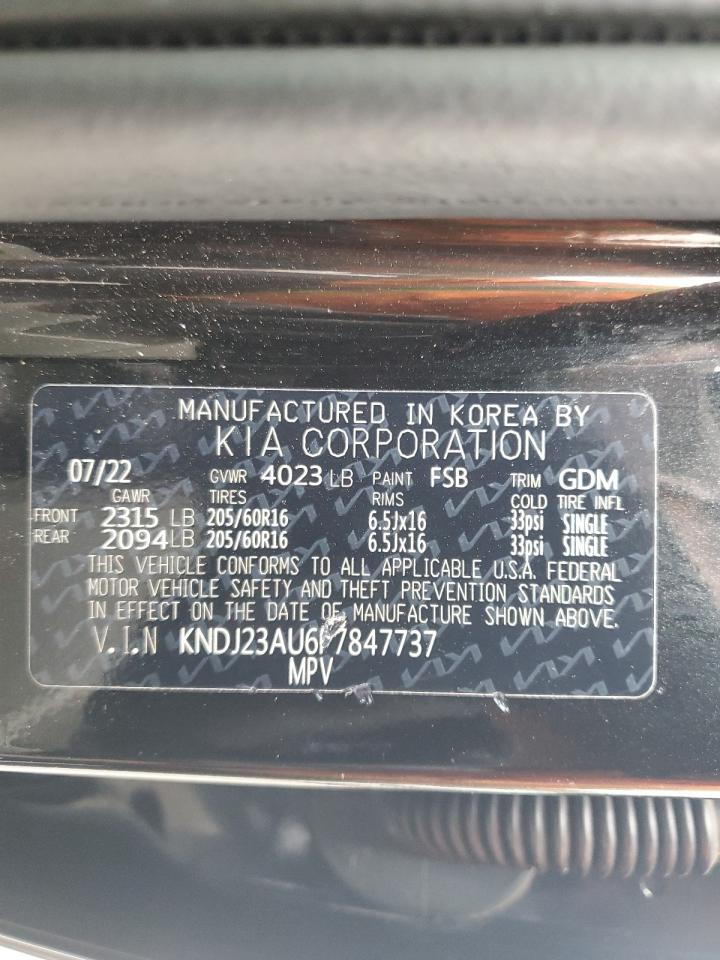 MANUFACTURED IN KOREA BY
KIA CORPORATION
07/22 GVWR 4023 LB PAINT FSB TRIM GDM
GAWR TIRES RIMS COLD TIRE INFL
FRONT 2315 LB 205/60R16 6.5Jx16 33psi SINGLE
REAR 2094 LB 205/60R16 6.5Jx16 33psi SINGLE
THIS VEHICLE CONFORMS TO ALL APPLICABLE U.S.A. FEDERAL
MOTOR VEHICLE SAFETY AND THEFT PREVENTION STANDARDS
IN EFFECT ON THE DATE OF MANUFACTURE SHOWN ABOVE.
V.I.N KNDJ23AU6P7847737
MPV